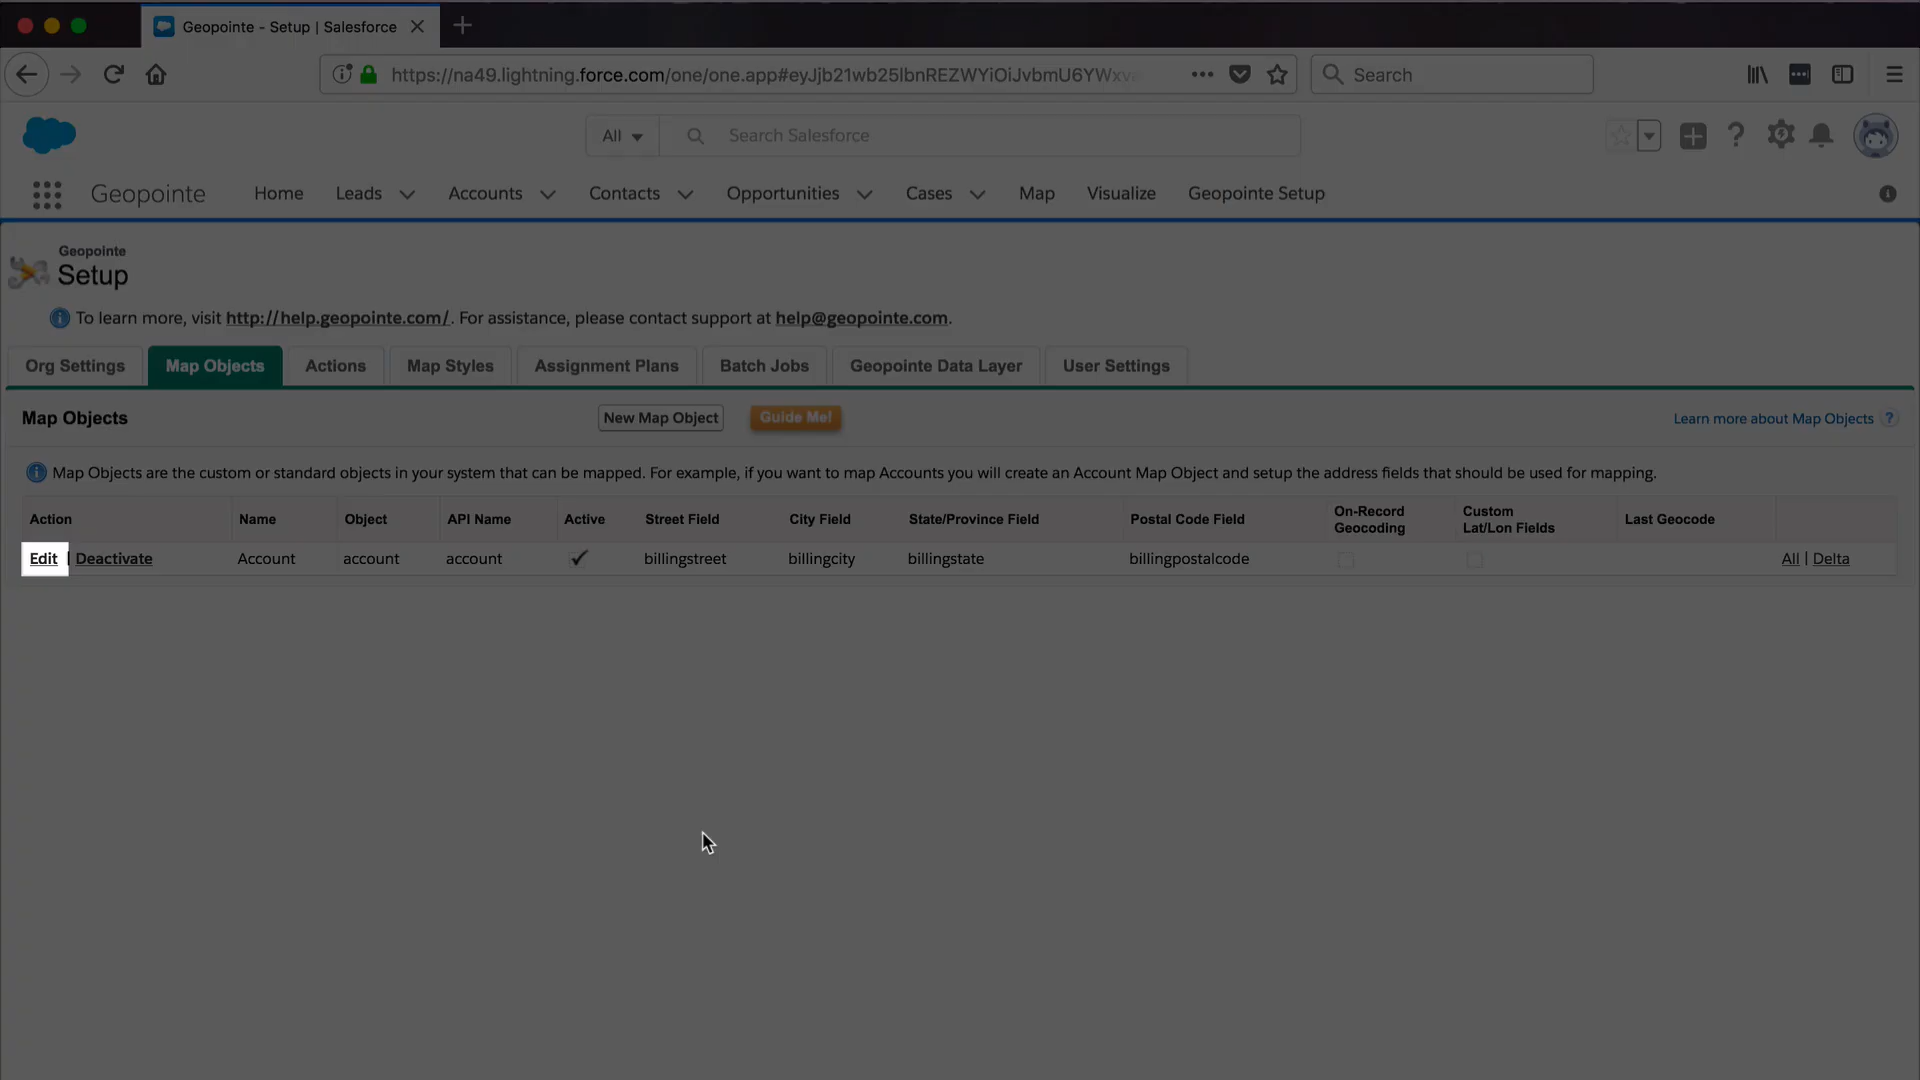 Geopointe - Setup | Salesforce
https://na49.lightning.force.com/one/one.app#eyJjb21wb25lbnREZWYiOiJvbmU6YWxva
Search
All
Search Salesforce
Geopointe
Home
Leads
Accounts
Contacts
Opportunities
Cases
Map
Visualize
Geopointe Setup
Geopointe
Setup
To learn more, visit http://help.geopointe.com/. For assistance, please contact support at help@geopointe.com.
Org Settings
Map Objects
Actions
Map Styles
Assignment Plans
Batch Jobs
Geopointe Data Layer
User Settings
Map Objects
New Map Object
Guide Me!
Learn more about Map Objects ?
Map Objects are the custom or standard objects in your system that can be mapped. For example, if you want to map Accounts you will create an Account Map Object and setup the address fields that should be used for mapping.
Action
Name
Object
API Name
Active
Street Field
City Field
State/Province Field
Postal Code Field
On-Record
Geocoding
Custom
Lat/Lon Fields
Last Geocode
Edit | Deactivate
Account
account
account
billingstreet
billingcity
billingstate
billingpostalcode
All | Delta